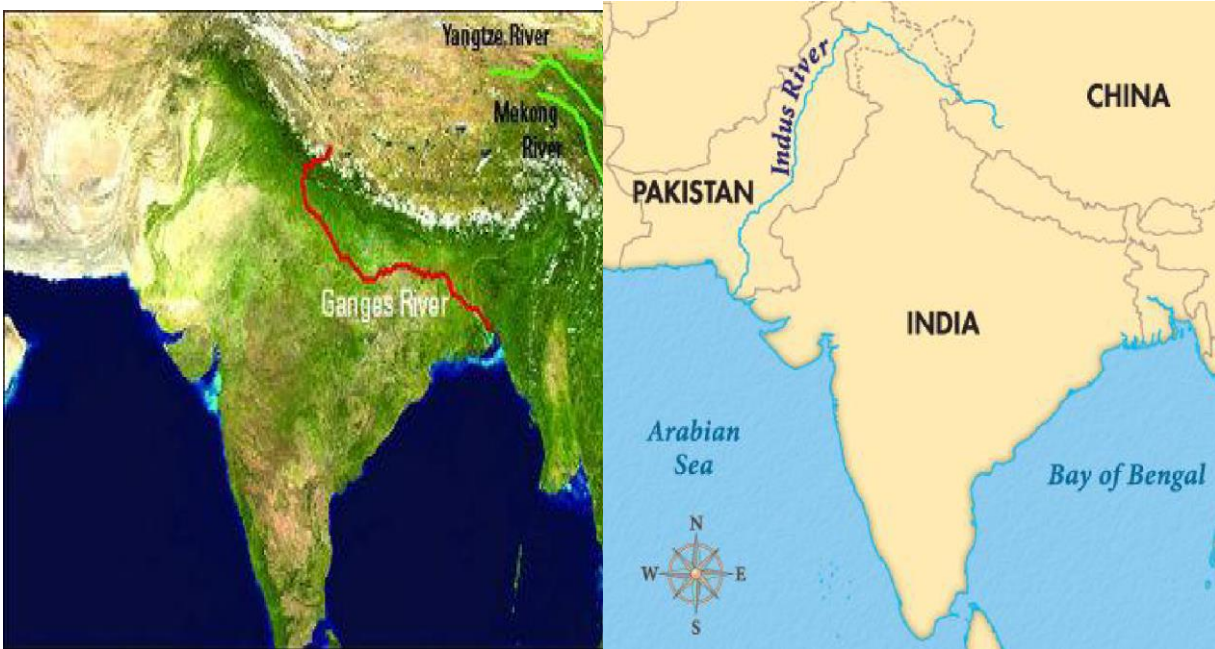 Yangtze River
Mekong
River
Ganges River
Indus River
CHINA
PAKISTAN
INDIA
Arabian
Sea
Bay of Bengal
N
W E
S